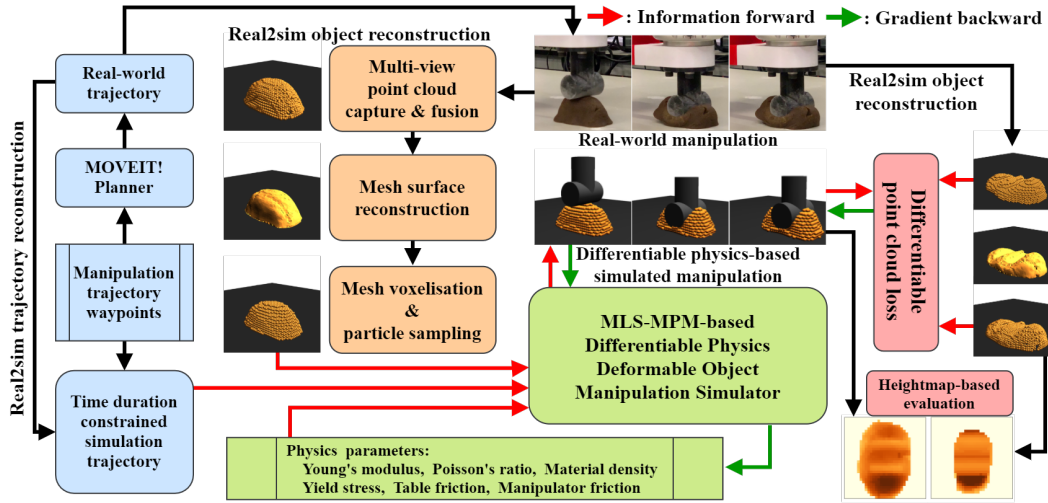 : Information forward
: Gradient backward
Real2sim object reconstruction
Real-world
trajectory
Multi-view
point cloud
capture & fusion
Real2sim object
reconstruction
Real-world manipulation
Real2sim trajectory reconstruction
MOVEIT!
Planner
Mesh surface
reconstruction
Differentiable
point cloud loss
Manipulation
trajectory
waypoints
Differentiable physics-based
simulated manipulation
Mesh voxelisation
&
particle sampling
MLS-MPM-based
Differentiable Physics
Deformable Object
Manipulation Simulator
Time duration
constrained
simulation
trajectory
Heightmap-based
evaluation
Physics parameters:
Young's modulus, Poisson's ratio, Material density
Yield stress, Table friction, Manipulator friction